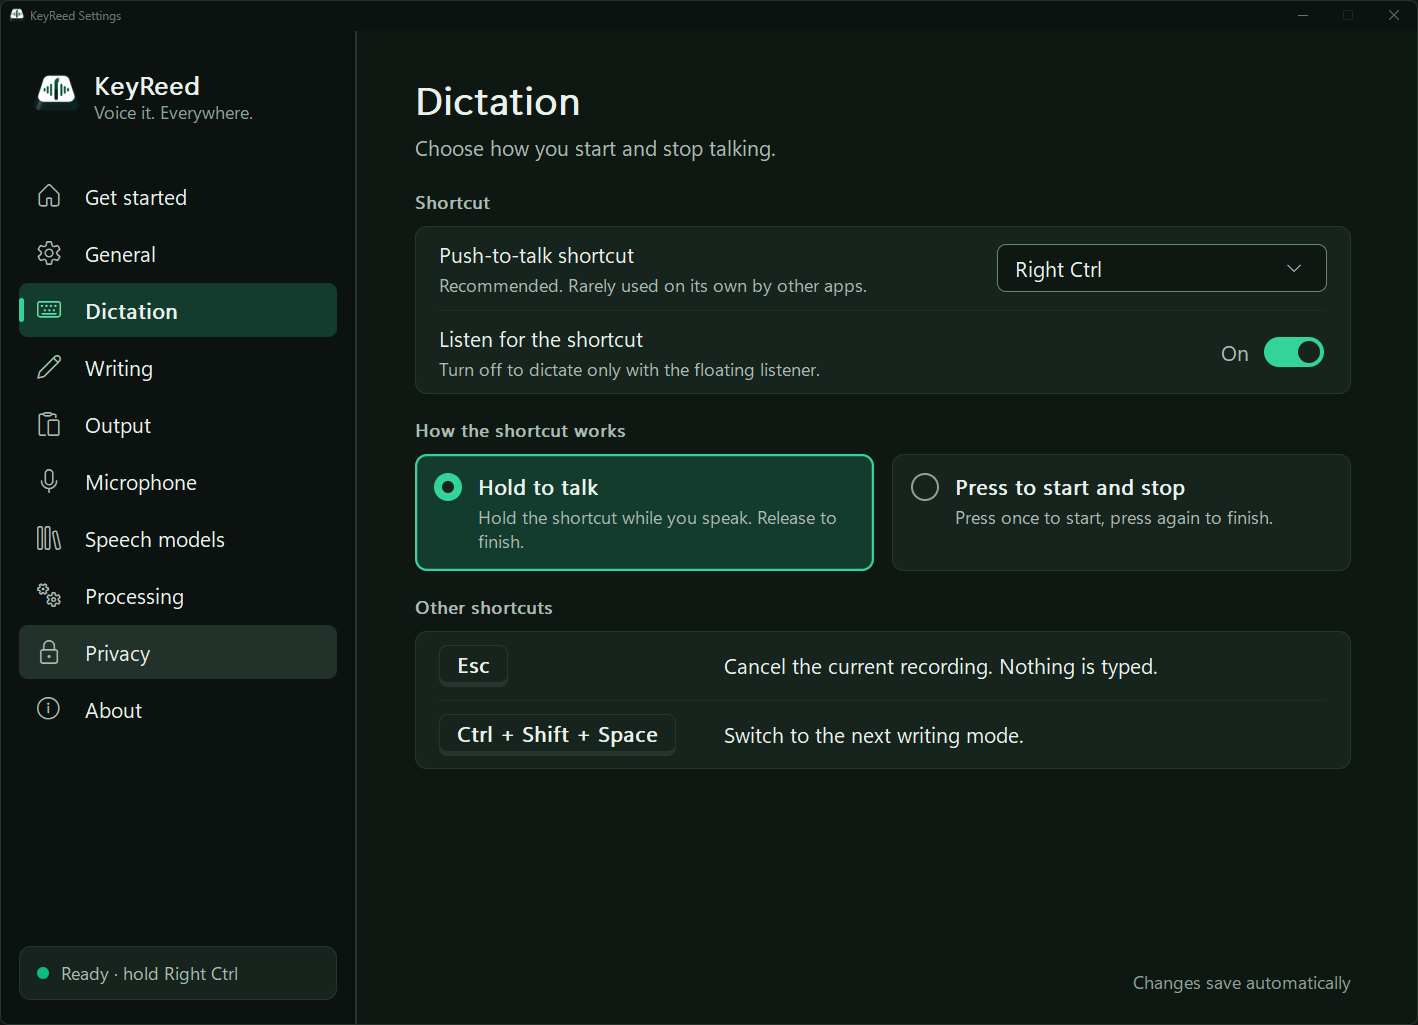 KeyReed Settings
KeyReed
Voice it. Everywhere.
Get started
General
Dictation
Writing
Output
Microphone
Speech models
Processing
Privacy
About
Ready · hold Right Ctrl
Dictation
Choose how you start and stop talking.
Shortcut
Push-to-talk shortcut
Recommended. Rarely used on its own by other apps.
Right Ctrl
Listen for the shortcut
Turn off to dictate only with the floating listener.
On
How the shortcut works
Hold to talk
Hold the shortcut while you speak. Release to
finish.
Press to start and stop
Press once to start, press again to finish.
Other shortcuts
Esc
Cancel the current recording. Nothing is typed.
Ctrl + Shift + Space
Switch to the next writing mode.
Changes save automatically